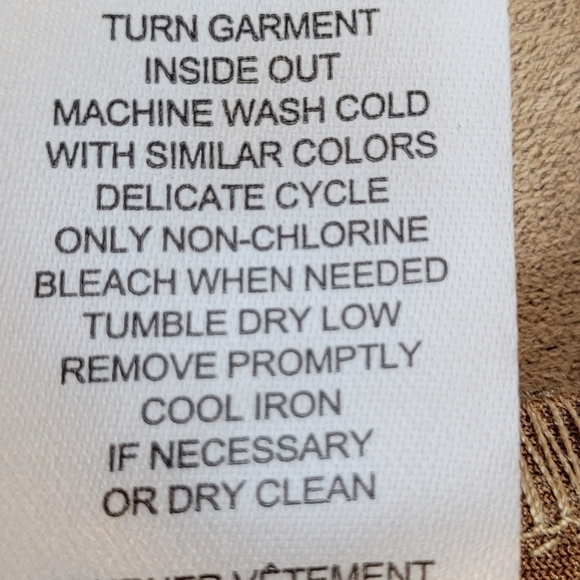 TURN GARMENT
INSIDE OUT
MACHINE WASH COLD
WITH SIMILAR COLORS
DELICATE CYCLE
ONLY NON-CHLORINE
BLEACH WHEN NEEDED
TUMBLE DRY LOW
REMOVE PROMPTLY
COOL IRON
IF NECESSARY
OR DRY CLEAN
VÊTEMENT